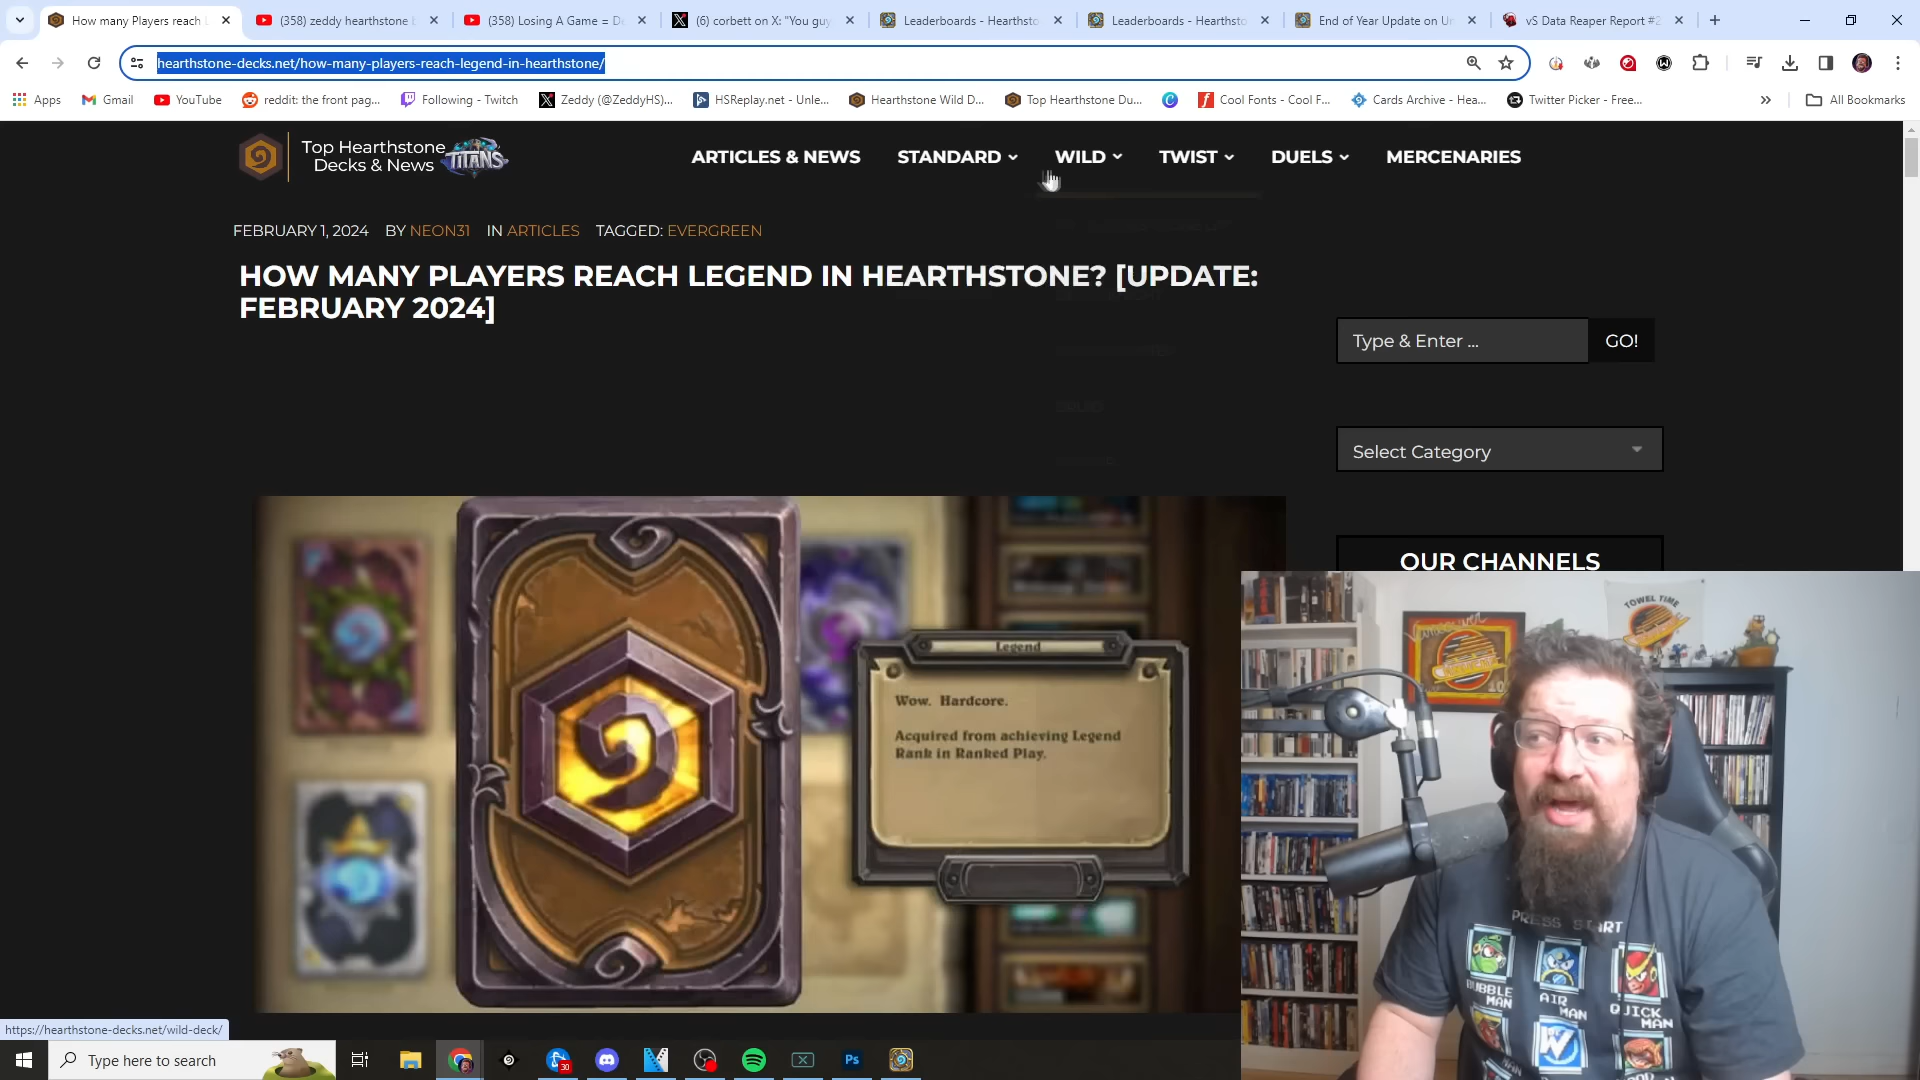 How many Players reach L
(358) zeddy hearthstone b
(358) Losing A Game = De
(6) corbett on X: "You guy
Leaderboards - Hearthsto
Leaderboards - Hearthsto
End of Year Update on Un
vS Data Reaper Report #2
hearthstone-decks.net/how-many-players-reach-legend-in-hearthstone/
Apps
Gmail
YouTube
reddit: the front pag...
Following - Twitch
Zeddy (@ZeddyHS)...
HSReplay.net - Unle...
Hearthstone Wild D...
Top Hearthstone Du...
Cool Fonts - Cool F...
Cards Archive - Hea...
Twitter Picker - Free...
All Bookmarks
Top Hearthstone
Decks & News
TITANS
ARTICLES & NEWS
STANDARD
WILD
TWIST
DUELS
MERCENARIES
FEBRUARY 1, 2024 BY NEON31 IN ARTICLES TAGGED: EVERGREEN
HOW MANY PLAYERS REACH LEGEND IN HEARTHSTONE? [UPDATE:
FEBRUARY 2024]
Type & Enter ...
GO!
Select Category
OUR CHANNELS
Legend
Wow. Hardcore.
Acquired from achieving Legend
Rank in Ranked Play.
TOWEL TIME
Vancouver
PRESS START
BUBBLE
MAN
AIR
MAN
QUICK
MAN
https://hearthstone-decks.net/wild-deck/
Type here to search
30
Ps